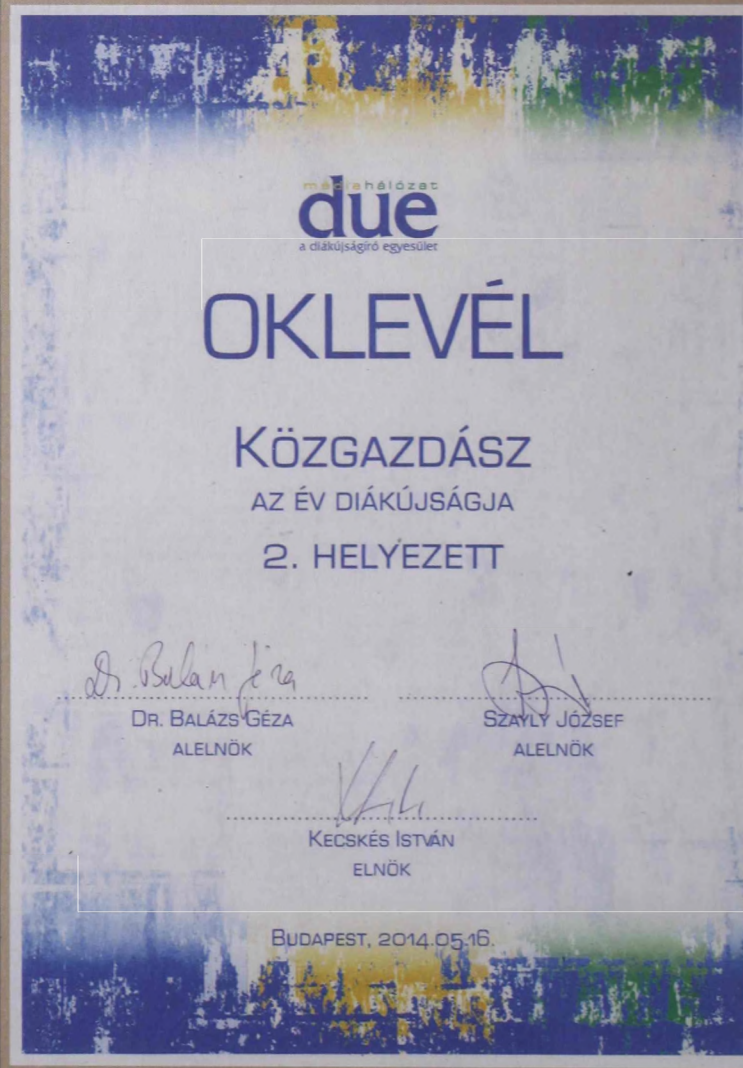 médiahálózat
due
a diákújságíró egyesület
OKLEVÉL
KÖZGAZDÁSZ
AZ ÉV DIÁKÚJSÁGJA
2. HELYEZETT
Dr. Balázs Géza
DR. BALÁZS GÉZA
ALELNÖK
SZAYLY JÓZSEF
ALELNÖK
KECSKÉS ISTVÁN
ELNÖK
BUDAPEST, 2014.05.16.